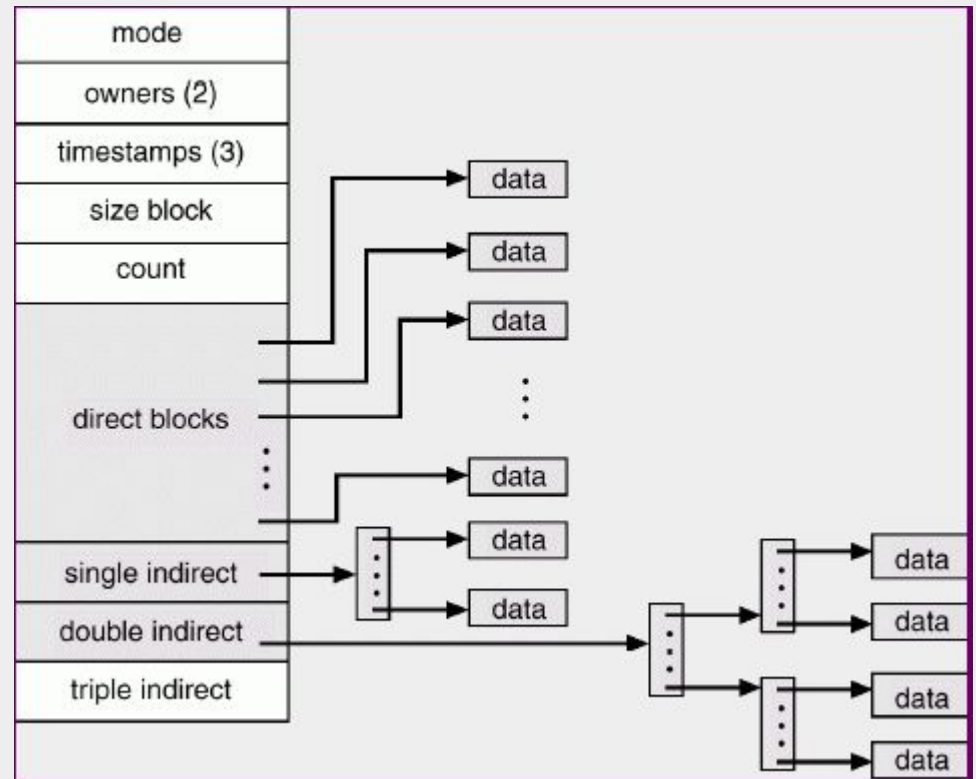 mode
owners (2)
timestamps (3)
size block
count
direct blocks
single indirect
double indirect
triple indirect
data
data
data
data
data
data
data
data
data
data